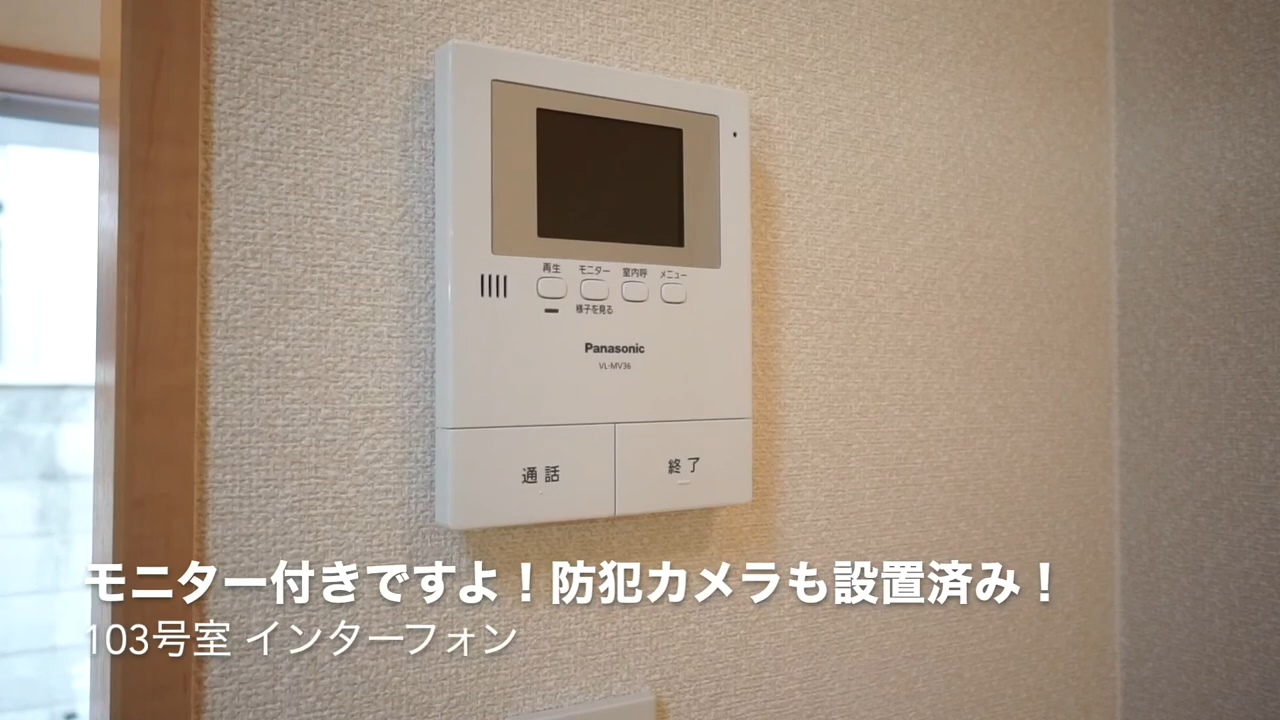 再生 モニター 室内呼 メニュー
様子を見る
Panasonic
VL-MV36
通話 終了
モニター付きですよ！防犯カメラも設置済み！
103号室 インターフォン